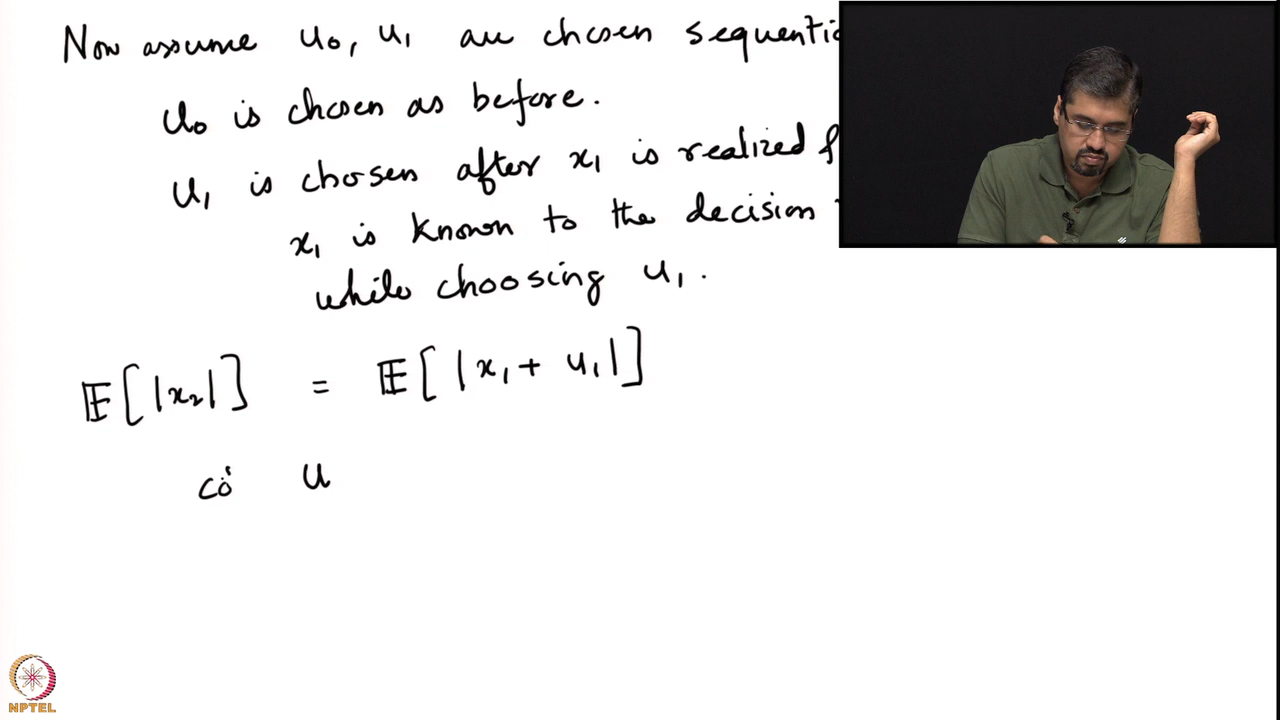 Now assume u₀, u₁ are chosen
u₀ is chosen as before.
u₁ is chosen after x₁ is realized
x₁ is known to the decision
while choosing u₁.
𝔼[|x₂|] = 𝔼[|x₁ + u₁|]
u
NPTEL